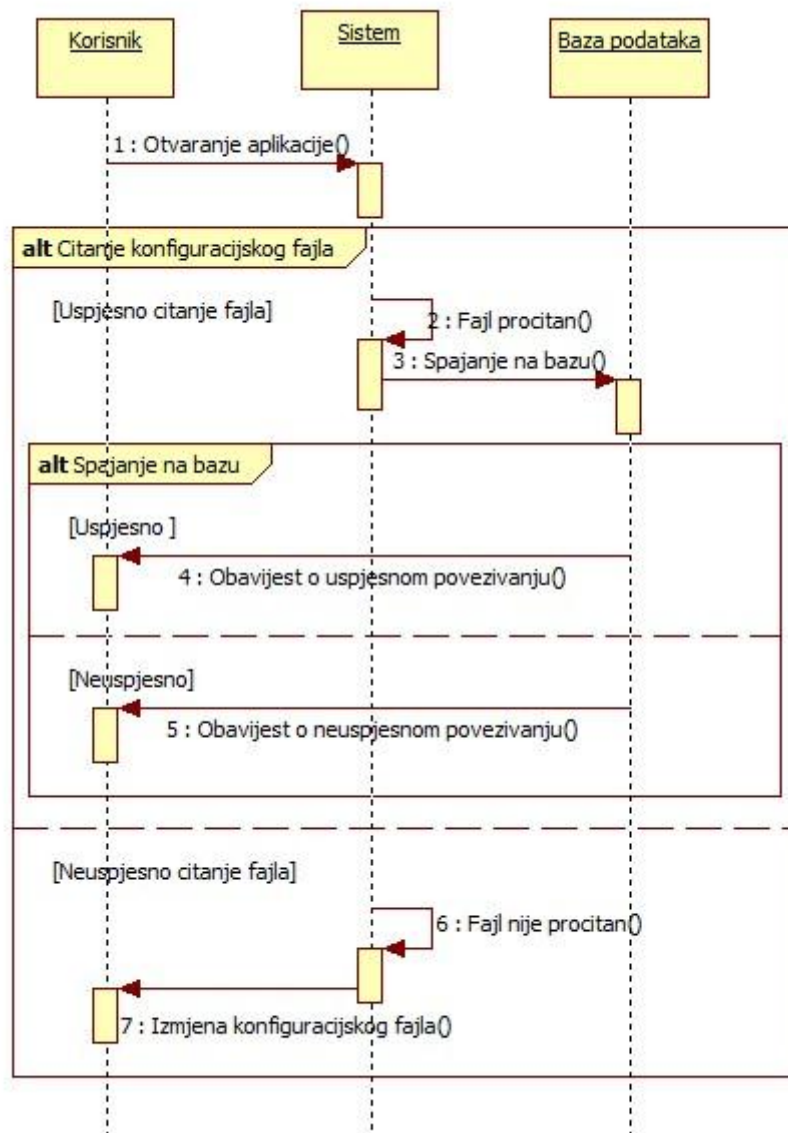 Korisnik
Sistem
Baza podataka
1 : Otvaranje aplikacije()
alt Citanje konfiguracijskog fajla
[Uspjesno citanje fajla]
2 : Fajl procitan()
3 : Spajanje na bazu()
alt Spajanje na bazu
[Uspjesno ]
4 : Obavijest o uspjesnom povezivanju()
[Neuspjesno]
5 : Obavijest o neuspjesnom povezivanju()
[Neuspjesno citanje fajla]
6 : Fajl nije procitan()
7 : Izmjena konfiguracijskog fajla()